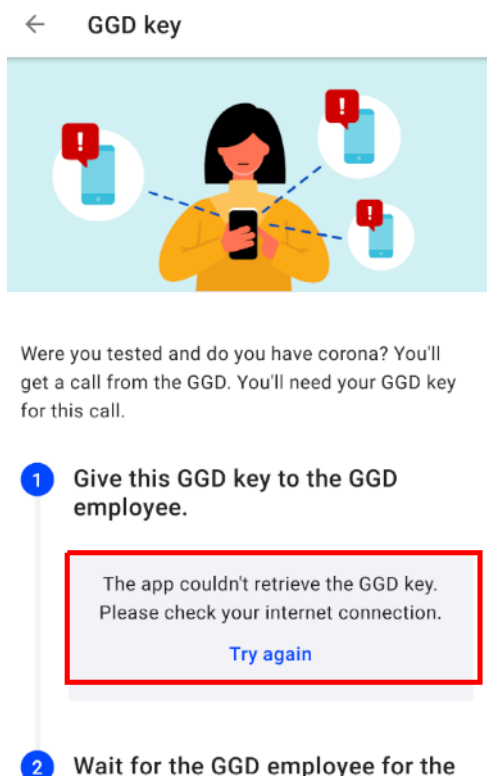 GGD key
Were you tested and do you have corona? You'll
get a call from the GGD. You'll need your GGD key
for this call.
1
Give this GGD key to the GGD
employee.
The app couldn't retrieve the GGD key.
Please check your internet connection.
Try again
2
Wait for the GGD employee for the